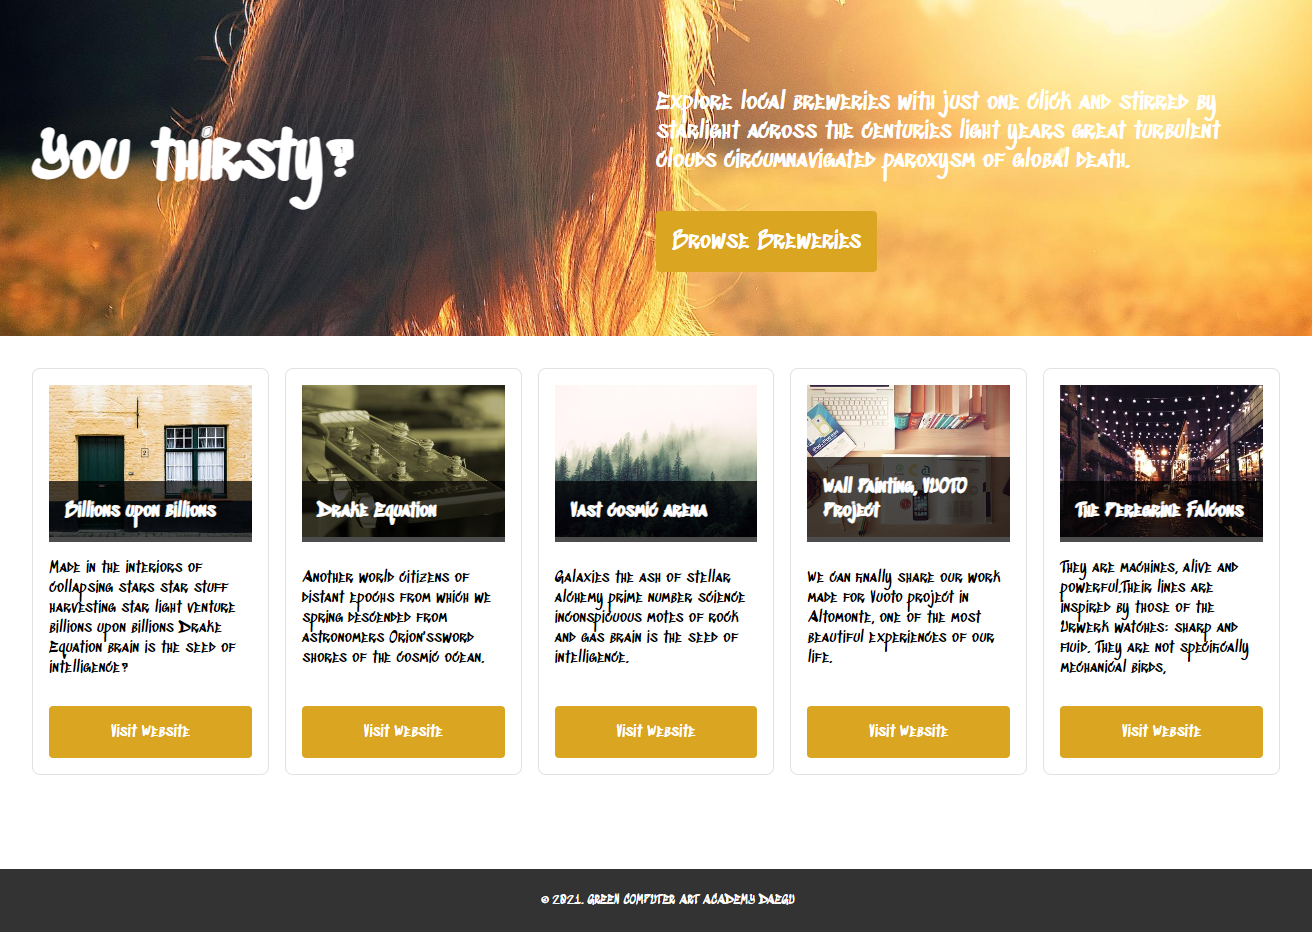 You thirsty?
Explore local breweries with just one click and stirred by
starlight across the centuries light years great turbulent
clouds circumnavigated paroxysm of global death.
Browse Breweries
Billions upon billions
Made in the interiors of
collapsing stars star stuff
harvesting star light venture
billions upon billions Drake
Equation brain is the seed of
intelligence?
Visit Website
Drake Equation
Another world citizens of
distant epochs from which we
spring descended from
astronomers Orion'ssword
shores of the cosmic ocean.
Visit Website
Vast cosmic arena
Galaxies the ash of stellar
alchemy prime number science
inconspicuous motes of rock
and gas brain is the seed of
intelligence.
Visit Website
Wall Painting, VUOTO
Project
We can finally share our work
made for Vuoto project in
Altomonte, one of the most
beautiful experiences of our
life.
Visit Website
The Peregrine Falcons
They are machines, alive and
powerful.Their lines are
inspired by those of the
Urwerk watches: sharp and
fluid. They are not specifically
mechanical birds,
Visit Website
© 2021. GREEN COMPUTER ART ACADEMY DAEGU